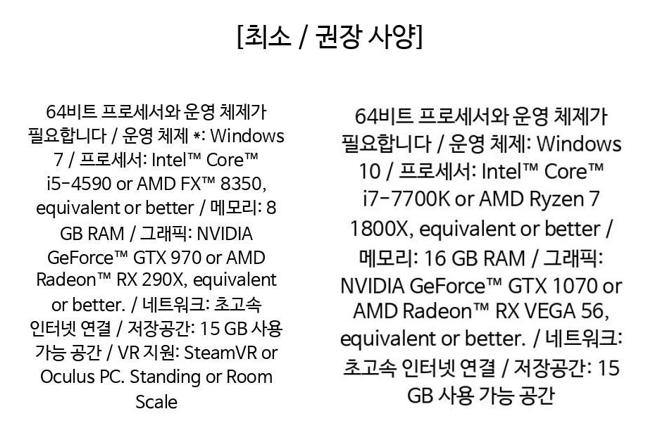 [최소 / 권장 사양]
64비트 프로세서와 운영 체제가
필요합니다 / 운영 체제 *: Windows
7 / 프로세서: Intel™ Core™
i5-4590 or AMD FX™ 8350,
equivalent or better / 메모리: 8
GB RAM / 그래픽: NVIDIA
GeForce™ GTX 970 or AMD
Radeon™ RX 290X, equivalent
or better. / 네트워크: 초고속
인터넷 연결 / 저장공간: 15 GB 사용
가능 공간 / VR 지원: SteamVR or
Oculus PC. Standing or Room
Scale
64비트 프로세서와 운영 체제가
필요합니다 / 운영 체제: Windows
10 / 프로세서: Intel™ Core™
i7-7700K or AMD Ryzen 7
1800X, equivalent or better /
메모리: 16 GB RAM / 그래픽:
NVIDIA GeForce™ GTX 1070 or
AMD Radeon™ RX VEGA 56,
equivalent or better. / 네트워크:
초고속 인터넷 연결 / 저장공간: 15
GB 사용 가능 공간